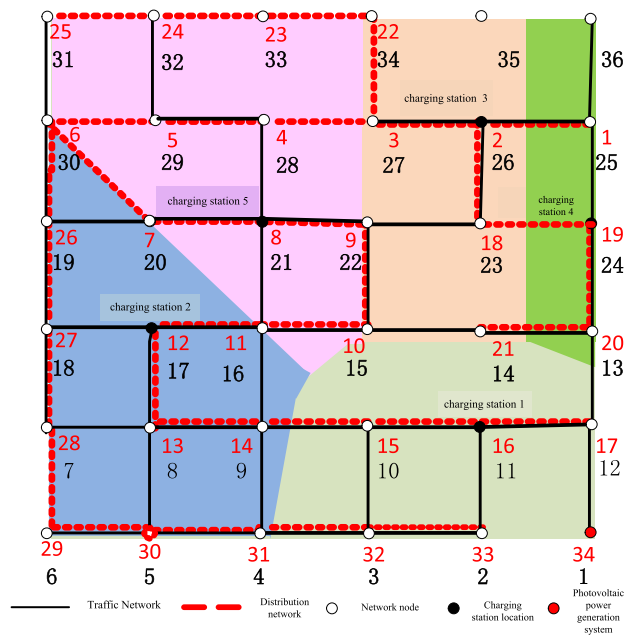 25 24 23 22
31 32 33 34 35 36
charging station 3
6 5 4 3 2 1
30 29 28 27 26 25
charging station 5
charging
station 4
26 7 8 9 18 19
19 20 21 22 23 24
charging station 2
27 12 11 10 21 20
18 17 16 15 14 13
charging station 1
28 13 14 15 16 17
7 8 9 10 11 12
29 30 31 32 33 34
6 5 4 3 2 1
Traffic Network
Distribution
network
Network node
Charging
station location
Photovoltaic
power
generation
system